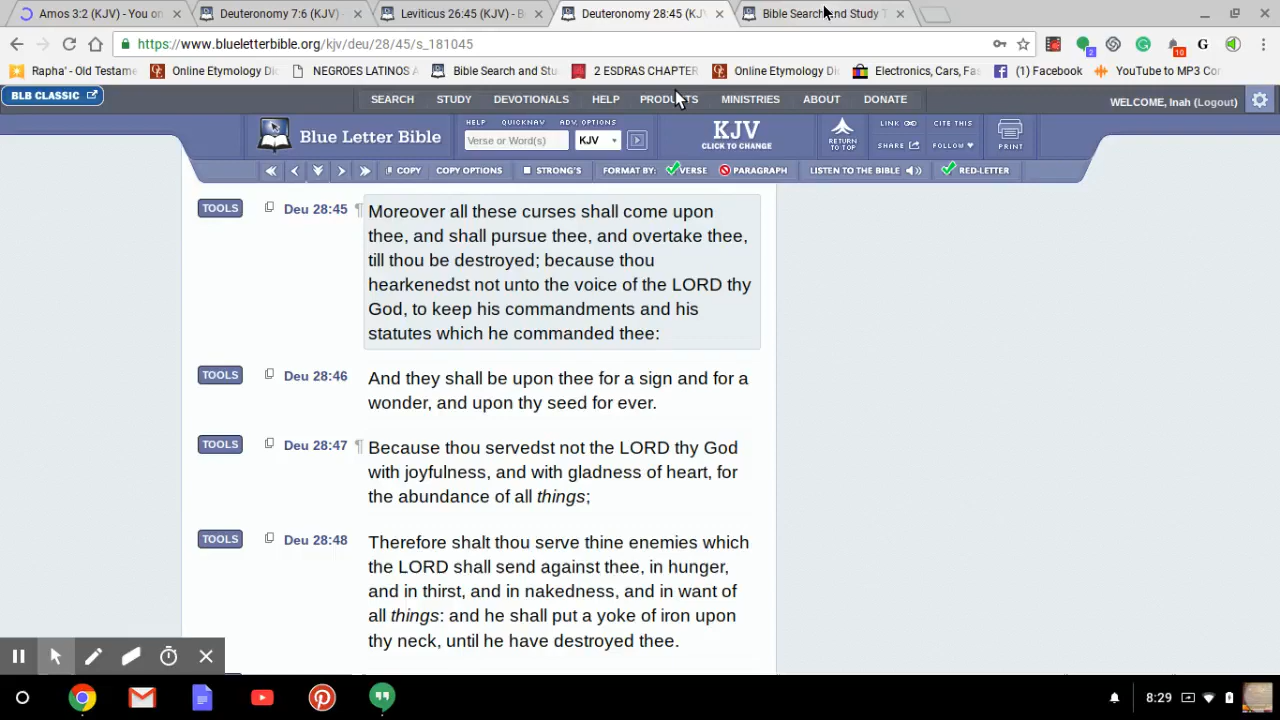 Amos 3:2 (KJV) - You on
Deuteronomy 7:6 (KJV) -
Leviticus 26:45 (KJV) - B
Deuteronomy 28:45 (KJ
Bible Search and Study T
https://www.blueletterbible.org/kjv/deu/28/45/s_181045
Rapha' - Old Testame
Online Etymology Dic
NEGROES LATINOS A
Bible Search and Stu
2 ESDRAS CHAPTER
Online Etymology Dic
Electronics, Cars, Fas
(1) Facebook
YouTube to MP3 Con
BLB CLASSIC
SEARCH STUDY DEVOTIONALS HELP PRODUCTS MINISTRIES ABOUT DONATE
WELCOME, Inah (Logout)
Blue Letter Bible
HELP QUICKNAV ADV. OPTIONS
Verse or Word(s)
KJV
KJV
CLICK TO CHANGE
RETURN
TO TOP
LINK CITE THIS
SHARE FOLLOW
PRINT
COPY COPY OPTIONS STRONG'S FORMAT BY: VERSE PARAGRAPH LISTEN TO THE BIBLE RED-LETTER
TOOLS Deu 28:45 ¶ Moreover all these curses shall come upon
thee, and shall pursue thee, and overtake thee,
till thou be destroyed; because thou
hearkenedst not unto the voice of the LORD thy
God, to keep his commandments and his
statutes which he commanded thee:
TOOLS Deu 28:46 And they shall be upon thee for a sign and for a
wonder, and upon thy seed for ever.
TOOLS Deu 28:47 ¶ Because thou servedst not the LORD thy God
with joyfulness, and with gladness of heart, for
the abundance of all things;
TOOLS Deu 28:48 Therefore shalt thou serve thine enemies which
the LORD shall send against thee, in hunger,
and in thirst, and in nakedness, and in want of
all things: and he shall put a yoke of iron upon
thy neck, until he have destroyed thee.
8:29